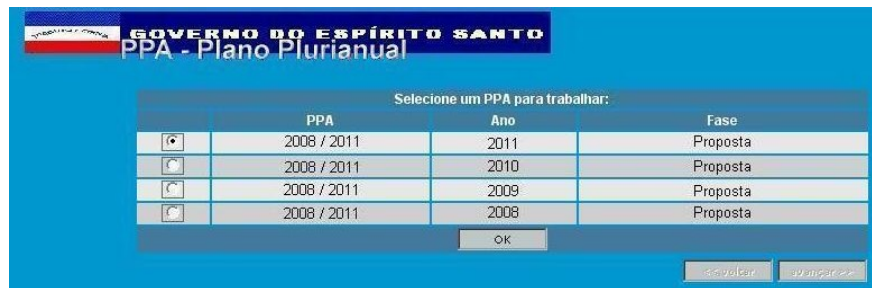 GOVERNO DO ESPÍRITO SANTO
PPA - Plano Plurianual
Selecione um PPA para trabalhar:
PPA Ano Fase
2008 / 2011 2011 Proposta
2008 / 2011 2010 Proposta
2008 / 2011 2009 Proposta
2008 / 2011 2008 Proposta
OK
<< voltar avançar >>